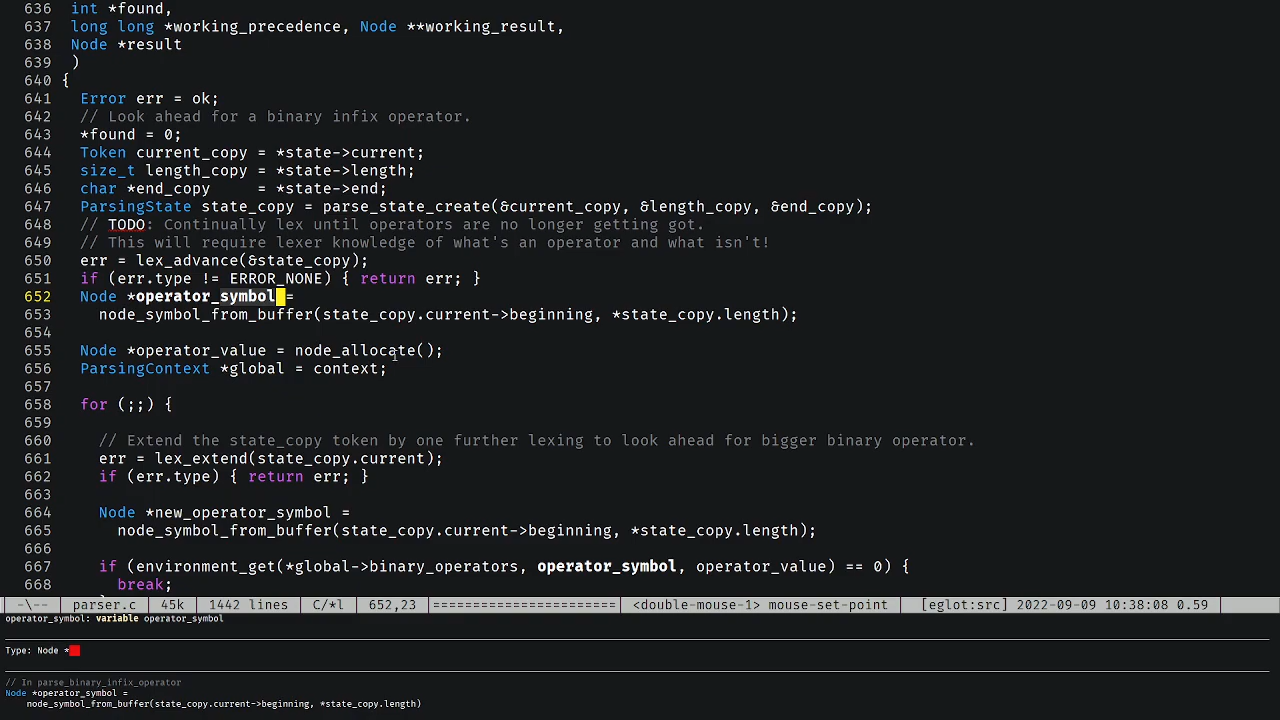 636 int *found,
637 long long *working_precedence, Node **working_result,
638 Node *result
639 )
640 {
641 Error err = ok;
642 // Look ahead for a binary infix operator.
643 *found = 0;
644 Token current_copy = *state->current;
645 size_t length_copy = *state->length;
646 char *end_copy     = *state->end;
647 ParsingState state_copy = parse_state_create(&current_copy, &length_copy, &end_copy);
648 // TODO: Continually lex until operators are no longer getting got.
649 // This will require lexer knowledge of what's an operator and what isn't!
650 err = lex_advance(&state_copy);
651 if (err.type != ERROR_NONE) { return err; }
652 Node *operator_symbol =
653 node_symbol_from_buffer(state_copy.current->beginning, *state_copy.length);
654
655 Node *operator_value = node_allocate();
656 ParsingContext *global = context;
657
658 for (;;) {
659
660 // Extend the state_copy token by one further lexing to look ahead for bigger binary operator.
661 err = lex_extend(state_copy.current);
662 if (err.type) { return err; }
663
664 Node *new_operator_symbol =
665 node_symbol_from_buffer(state_copy.current->beginning, *state_copy.length);
666
667 if (environment_get(*global->binary_operators, operator_symbol, operator_value) == 0) {
668 break;
-\-- parser.c 45k 1442 lines C/*l 652,23 ==================== <double-mouse-1> mouse-set-point [eglot:src] 2022-09-09 10:38:08 0.59
operator_symbol: variable operator_symbol
Type: Node *
// In parse_binary_infix_operator
Node *operator_symbol =
node_symbol_from_buffer(state_copy.current->beginning, *state_copy.length)